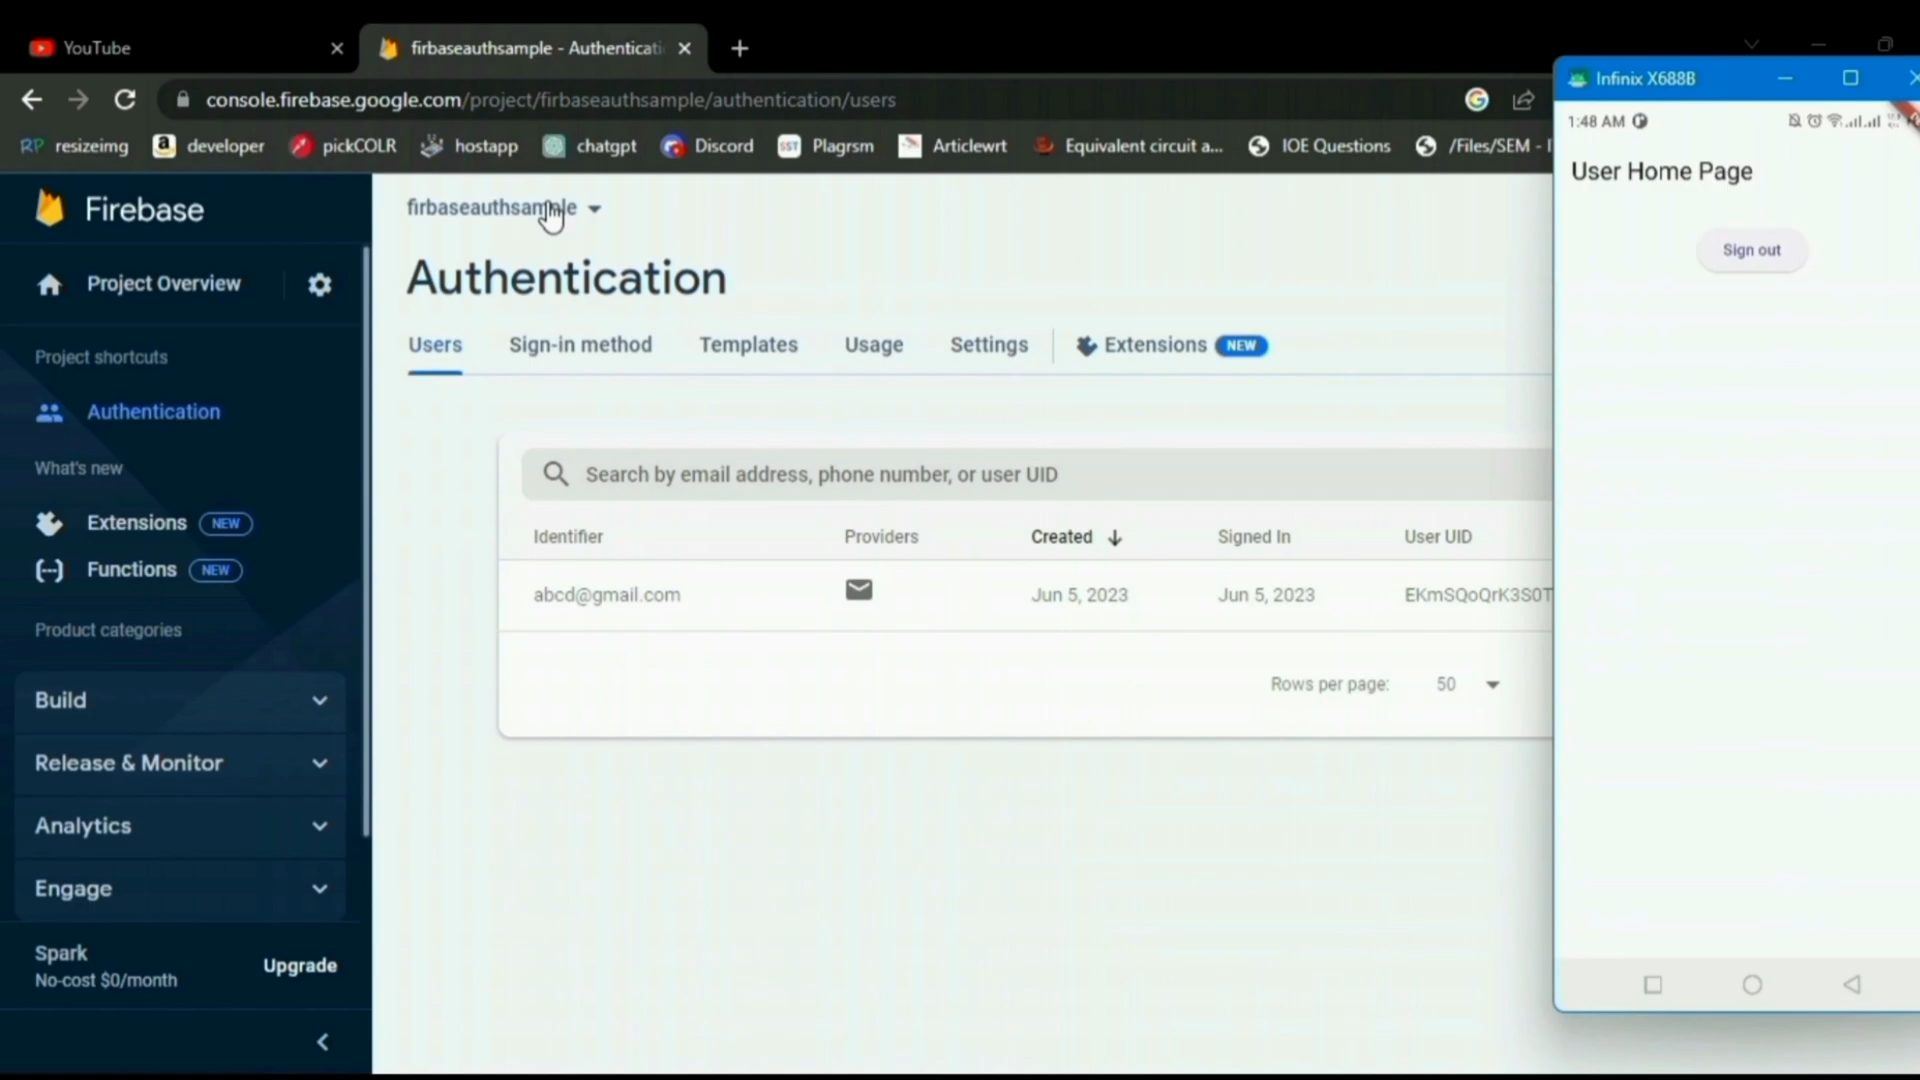 YouTube
firbaseauthsample - Authenticati
console.firebase.google.com/project/firbaseauthsample/authentication/users
RP resizeimg
developer
pickCOLR
hostapp
chatgpt
Discord
SST Plagrsm
Articlewrt
Equivalent circuit a...
IOE Questions
/Files/SEM - I
Infinix X688B
1:48 AM
User Home Page
Sign out
Firebase
Project Overview
Project shortcuts
Authentication
What's new
Extensions NEW
Functions NEW
Product categories
Build
Release & Monitor
Analytics
Engage
Spark
No-cost $0/month
Upgrade
firbaseauthsample
Authentication
Users Sign-in method Templates Usage Settings Extensions NEW
Search by email address, phone number, or user UID
Identifier Providers Created Signed In User UID
abcd@gmail.com Jun 5, 2023 Jun 5, 2023 EKmSQoQrK3S0T
Rows per page: 50